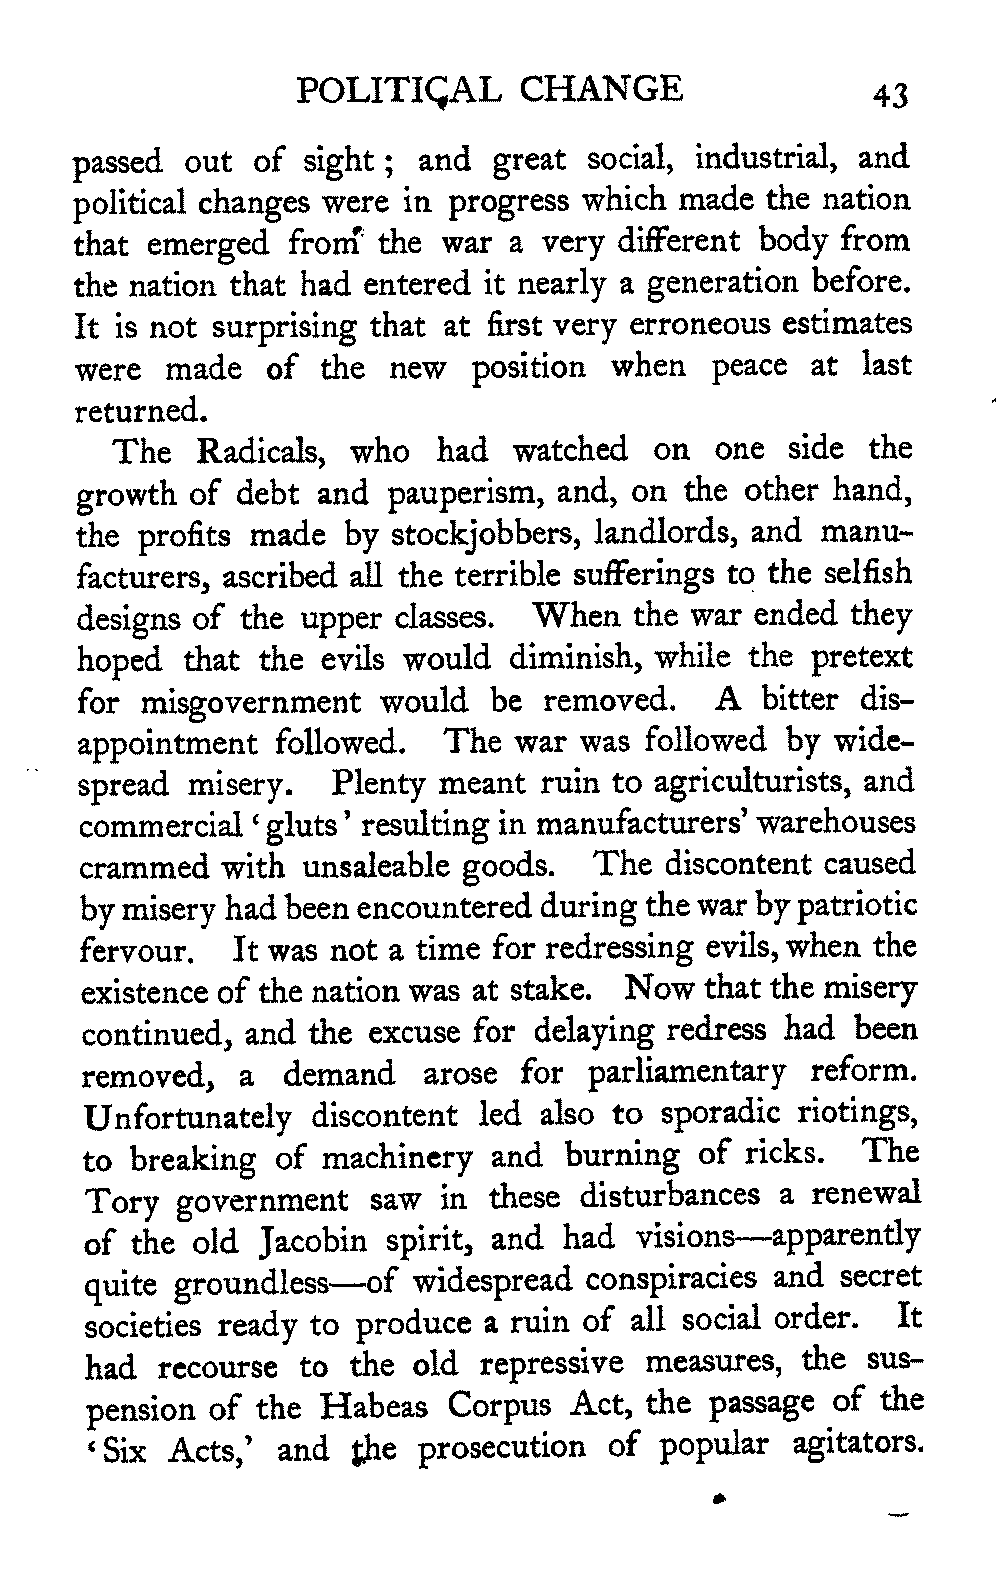 POLITICAL CHANGE 43
passed out of sight ; and great social, industrial, and
political changes were in progress which made the nation
that emerged from the war a very different body from
the nation that had entered it nearly a generation before.
It is not surprising that at first very erroneous estimates
were made of the new position when peace at last
returned.
The Radicals, who had watched on one side the
growth of debt and pauperism, and, on the other hand,
the profits made by stockjobbers, landlords, and manu-
facturers, ascribed all the terrible sufferings to the selfish
designs of the upper classes. When the war ended they
hoped that the evils would diminish, while the pretext
for misgovernment would be removed. A bitter dis-
appointment followed. The war was followed by wide-
spread misery. Plenty meant ruin to agriculturists, and
commercial ‘ gluts ’ resulting in manufacturers’ warehouses
crammed with unsaleable goods. The discontent caused
by misery had been encountered during the war by patriotic
fervour. It was not a time for redressing evils, when the
existence of the nation was at stake. Now that the misery
continued, and the excuse for delaying redress had been
removed, a demand arose for parliamentary reform.
Unfortunately discontent led also to sporadic riotings,
to breaking of machinery and burning of ricks. The
Tory government saw in these disturbances a renewal
of the old Jacobin spirit, and had visions—apparently
quite groundless—of widespread conspiracies and secret
societies ready to produce a ruin of all social order. It
had recourse to the old repressive measures, the sus-
pension of the Habeas Corpus Act, the passage of the
‘ Six Acts,’ and the prosecution of popular agitators.